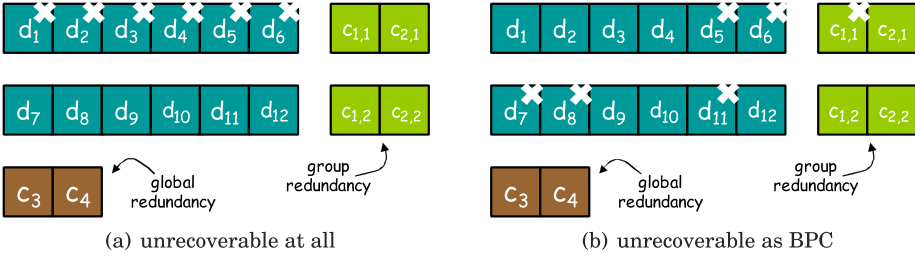 d1 d2 d3 d4 d5 d6 c1,1 c2,1
d7 d8 d9 d10 d11 d12 c1,2 c2,2
c3 c4
global
redundancy
group
redundancy
(a) unrecoverable at all
d1 d2 d3 d4 d5 d6 c1,1 c2,1
d7 d8 d9 d10 d11 d12 c1,2 c2,2
c3 c4
global
redundancy
group
redundancy
(b) unrecoverable as BPC